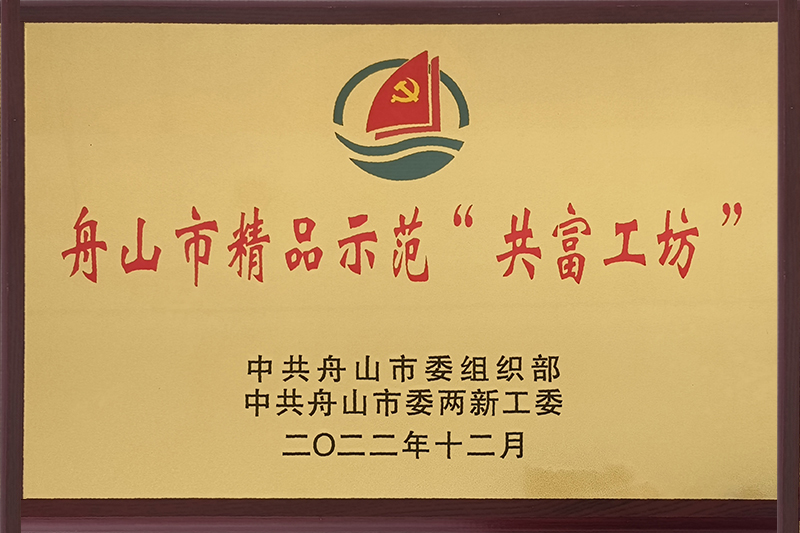 舟山市精品示范“共富工坊”
中共舟山市委组织部
中共舟山市委两新工委
二〇二二年十二月